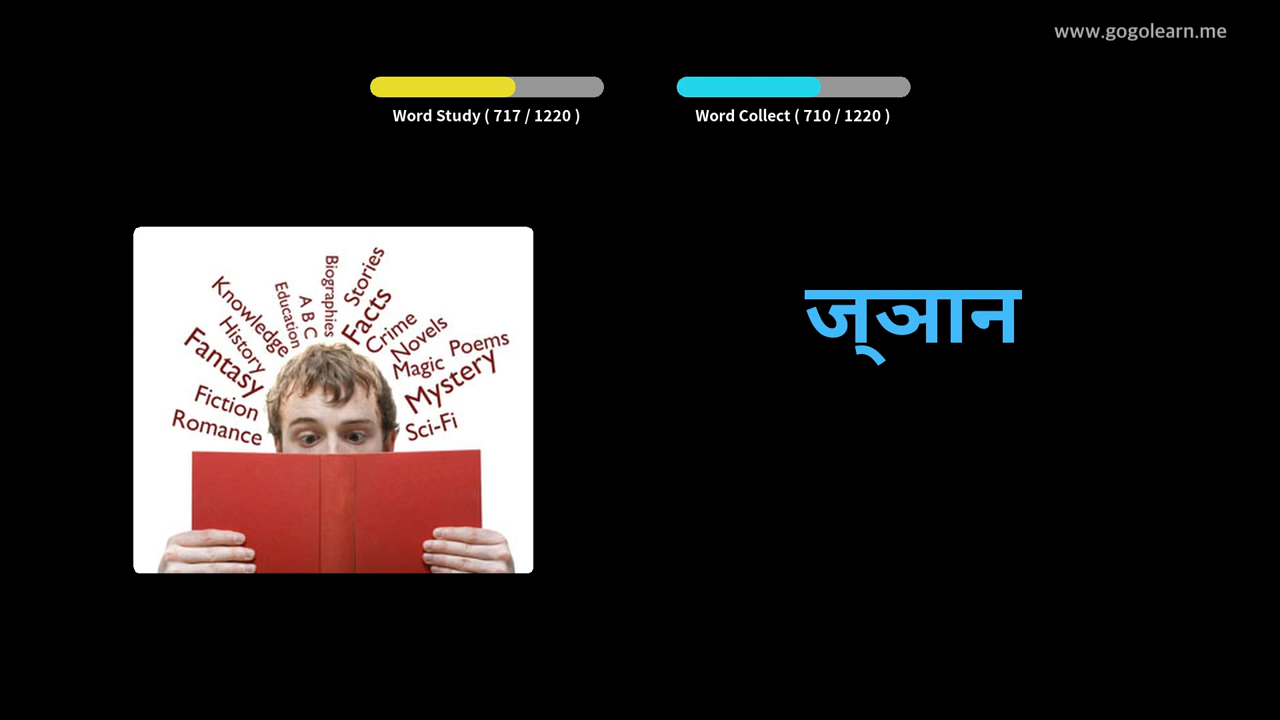 www.gogolearn.me
Word Study ( 717 / 1220 )
Word Collect ( 710 / 1220 )
Stories
Biographies
Facts
A B C
Education
Knowledge
Crime
Novels
History
Poems
Magic
Fantasy
Mystery
Fiction
Sci-Fi
Romance
ज्‌ञान